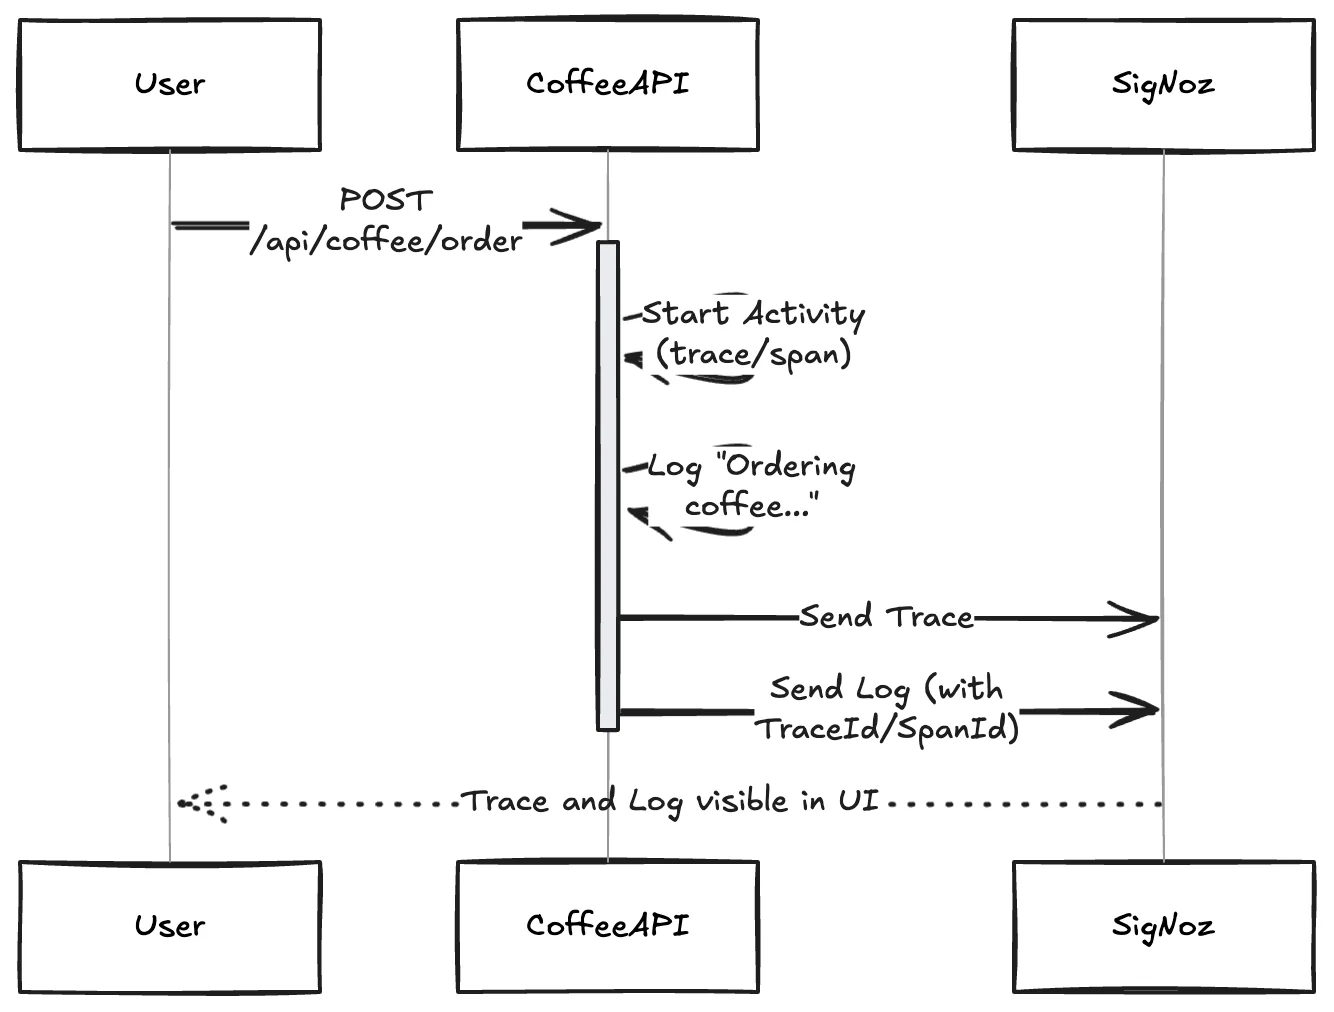 User
CoffeeAPI
SigNoz
POST
/api/coffee/order
Start Activity
(trace/span)
Log "Ordering
coffee..."
Send Trace
Send Log (with
TraceId/SpanId)
Trace and Log visible in UI
User
CoffeeAPI
SigNoz